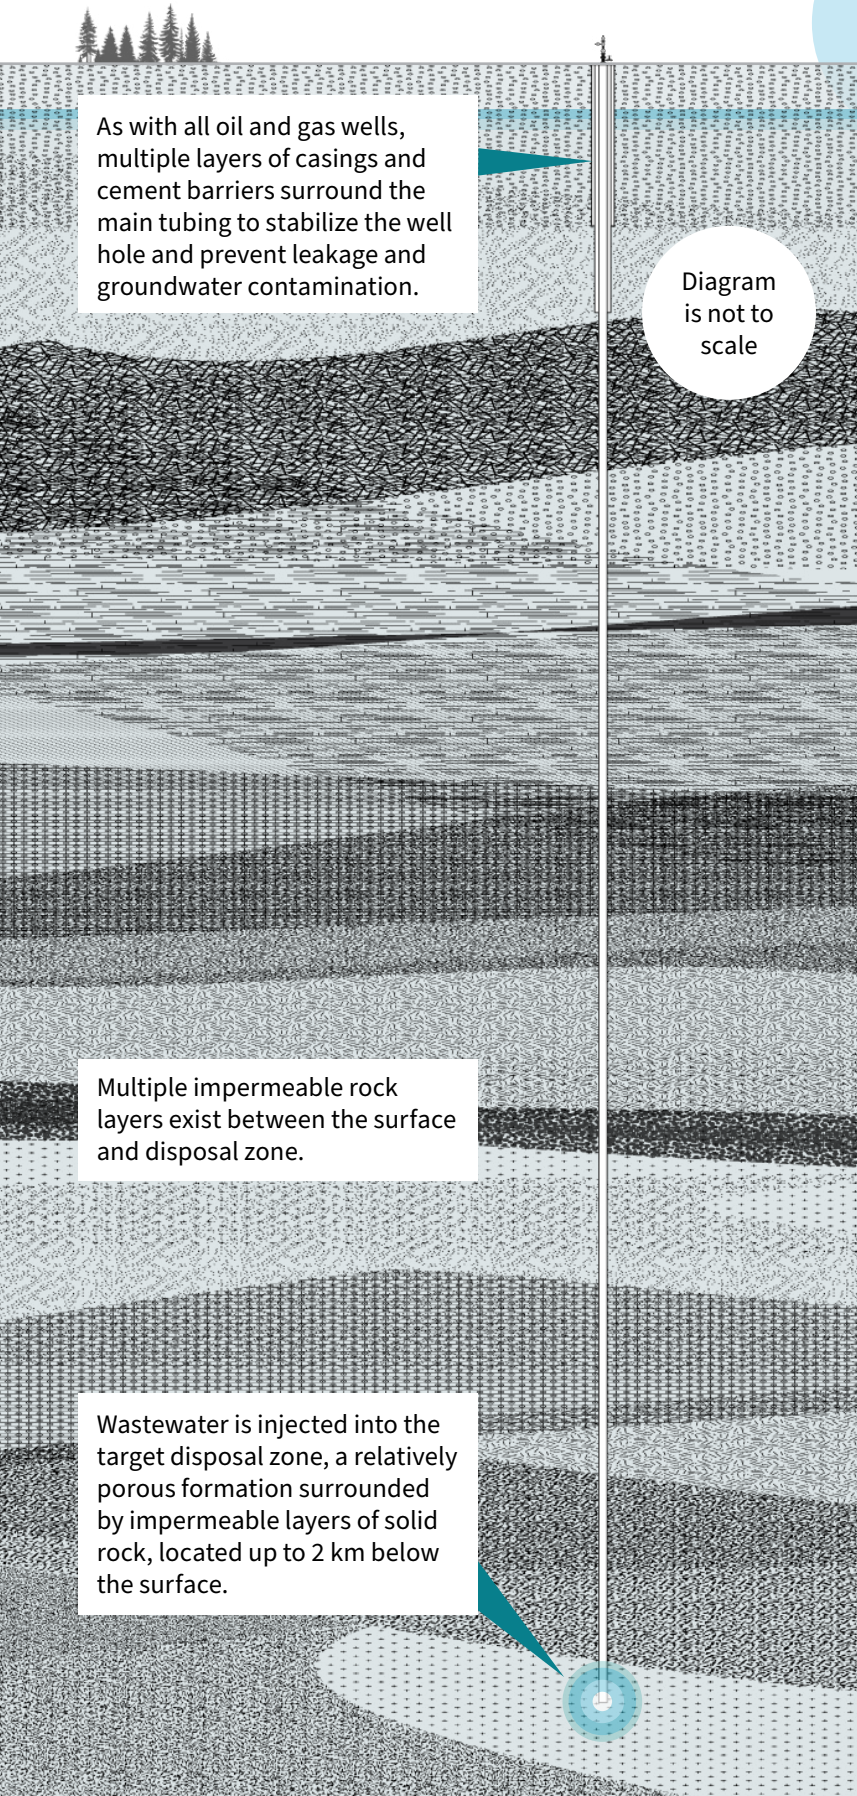 As with all oil and gas wells,
multiple layers of casings and
cement barriers surround the
main tubing to stabilize the well
hole and prevent leakage and
groundwater contamination.
Diagram
is not to
scale
Multiple impermeable rock
layers exist between the surface
and disposal zone.
Wastewater is injected into the
target disposal zone, a relatively
porous formation surrounded
by impermeable layers of solid
rock, located up to 2 km below
the surface.